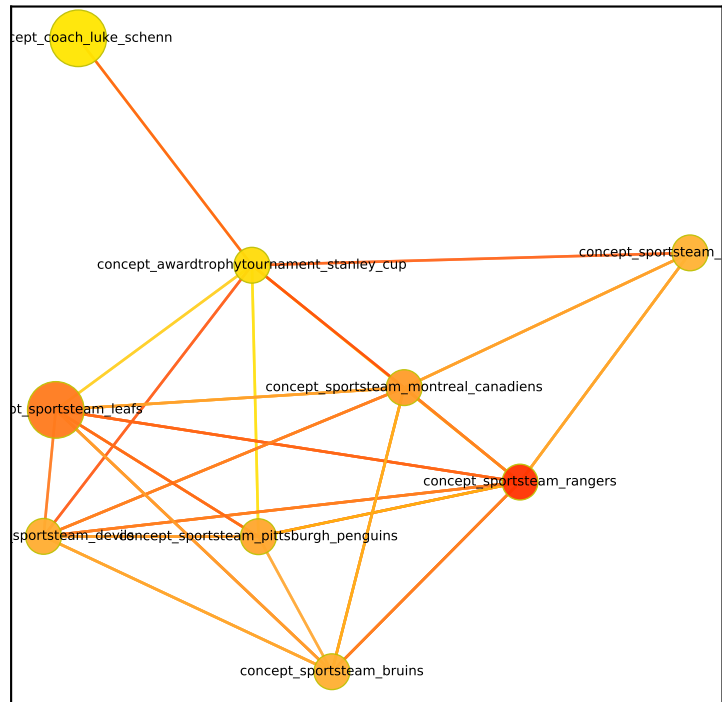 cept_coach_luke_schenn
concept_sportsteam_
concept_awardtrophytournament_stanley_cup
concept_sportsteam_montreal_canadiens
pt_sportsteam_leafs
concept_sportsteam_rangers
sportsteam_devils
concept_sportsteam_pittsburgh_penguins
concept_sportsteam_bruins